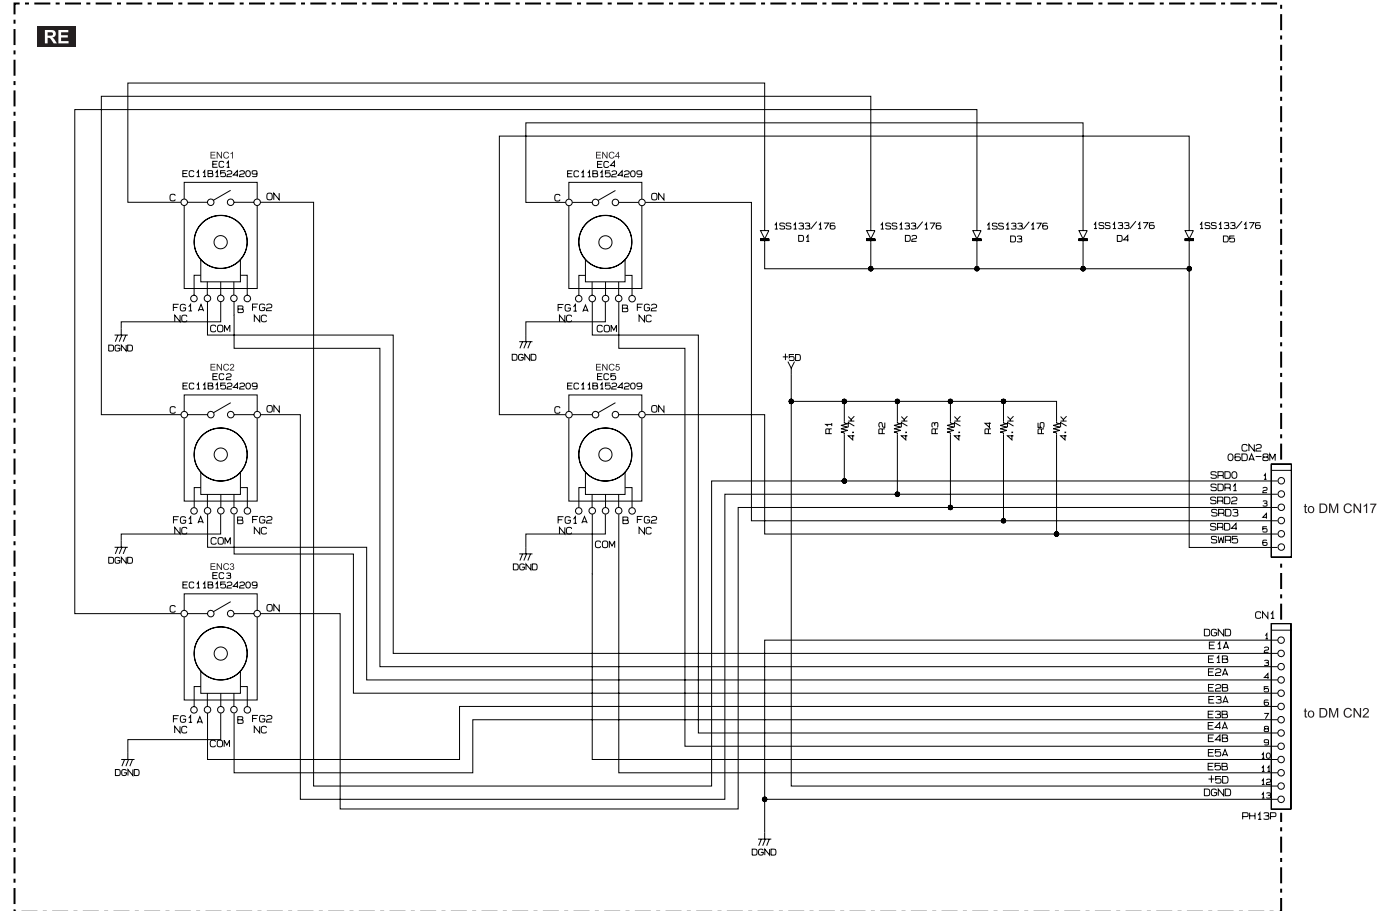 RE
ENC1
EC1
EC11B1524209
C
ON
FG1 A
B FG2
NC
NC
COM
DGND
ENC4
EC4
EC11B1524209
C
ON
FG1 A
B FG2
NC
NC
COM
DGND
1SS133/176
D1
1SS133/176
D2
1SS133/176
D3
1SS133/176
D4
1SS133/176
D5
ENC2
EC2
EC11B1524209
C
ON
FG1 A
B FG2
NC
NC
COM
DGND
ENC5
EC5
EC11B1524209
C
ON
FG1 A
B FG2
NC
NC
COM
DGND
+5D
R1
4.7K
R2
4.7K
R3
4.7K
R4
4.7K
R5
4.7K
CN2
06DA-8M
SRD0 1
SDR1 2
SRD2 3
SRD3 4
SRD4 5
SWR5 6
to DM CN17
ENC3
EC3
EC11B1524209
C
ON
FG1 A
B FG2
NC
NC
COM
DGND
CN1
DGND 1
E1A 2
E1B 3
E2A 4
E2B 5
E3A 6
E3B 7
E4A 8
E4B 9
E5A 10
E5B 11
+5D 12
DGND 13
PH13P
to DM CN2
DGND